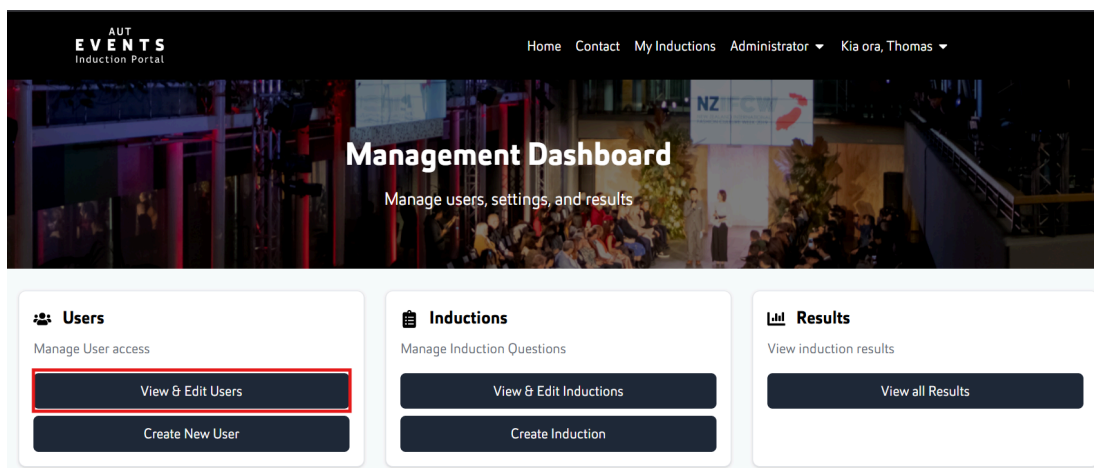 AUT
EVENTS
Induction Portal
Home Contact My Inductions Administrator Kia ora, Thomas
NZ
Management Dashboard
Manage users, settings, and results
Users
Manage User access
View & Edit Users
Create New User
Inductions
Manage Induction Questions
View & Edit Inductions
Create Induction
Results
View induction results
View all Results